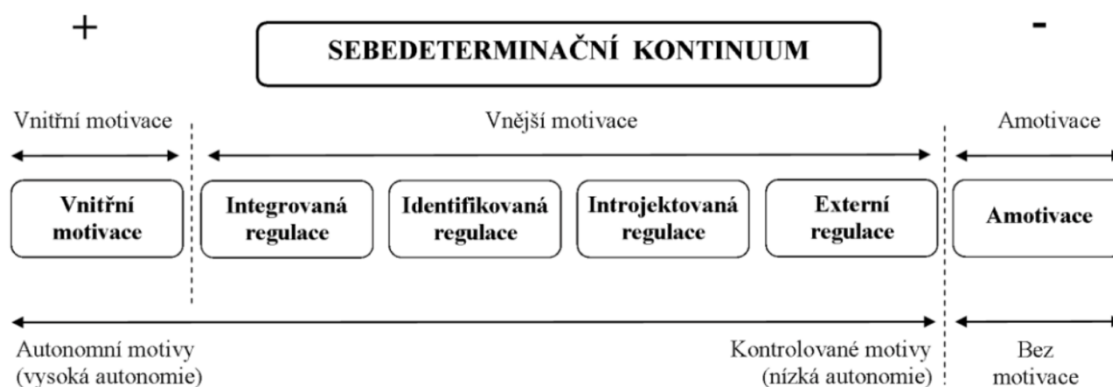 +
SEBEDETERMINAČNÍ KONTINUUM
-
Vnitřní motivace
Vnější motivace
Amotivace
Vnitřní
motivace
Integrovaná
regulace
Identifikovaná
regulace
Introjektovaná
regulace
Externí
regulace
Amotivace
Autonomní motivy
(vysoká autonomie)
Kontrolované motivy
(nízká autonomie)
Bez
motivace